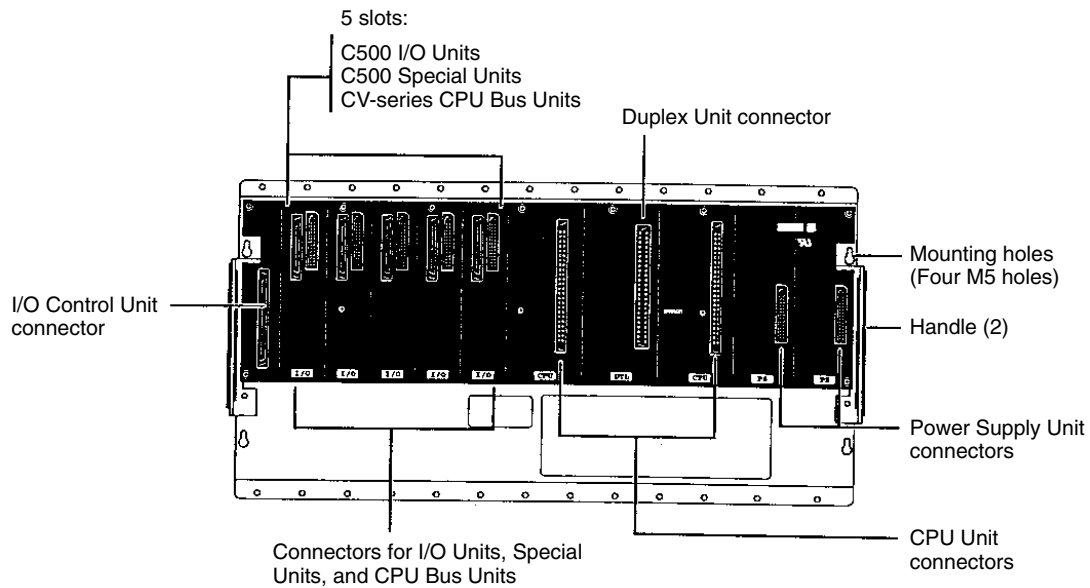 5 slots:
C500 I/O Units
C500 Special Units
CV-series CPU Bus Units
Duplex Unit connector
I/O Control Unit
connector
Mounting holes
(Four M5 holes)
Handle (2)
I/O
I/O
I/O
I/O
I/O
CPU
CPU
PS
PS
Power Supply Unit
connectors
CPU Unit
connectors
Connectors for I/O Units, Special
Units, and CPU Bus Units